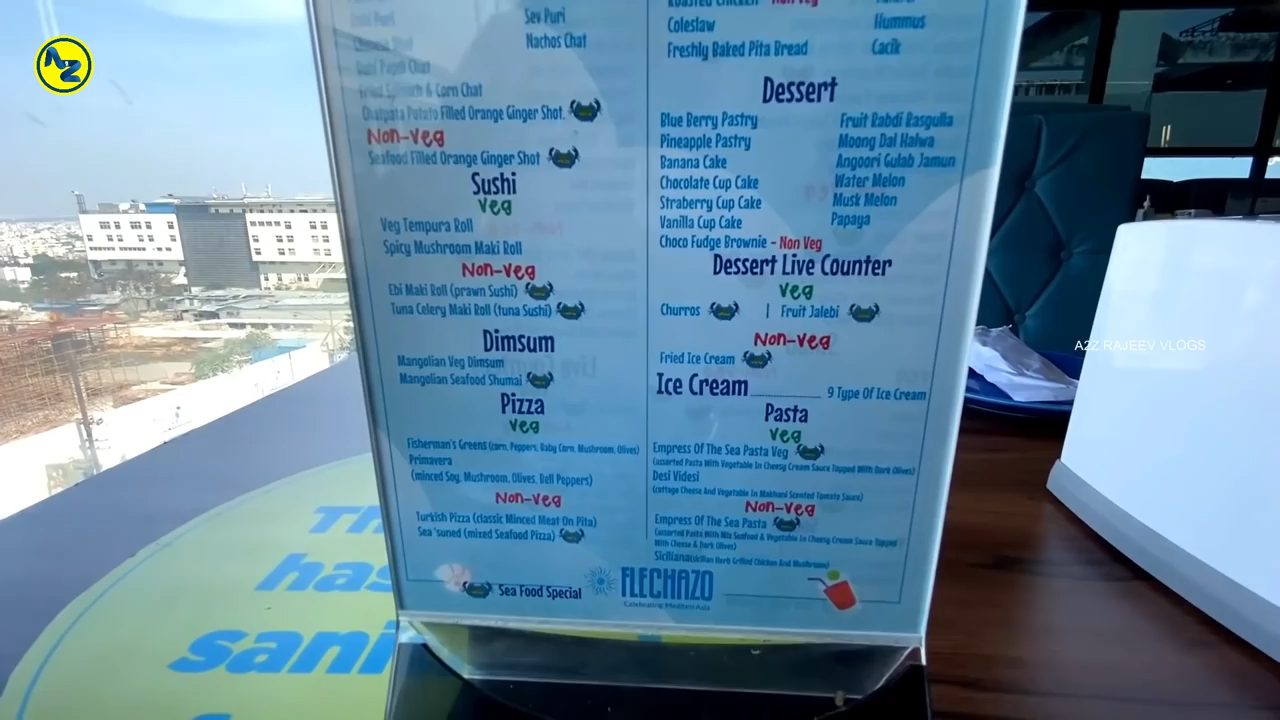 AZ
Sev Puri
Nachos Chat
Papdi Chat
Fried Spinach & Corn Chat
Chatpata Potato Filled Orange Ginger Shot.
Non-Veg
Seafood Filled Orange Ginger Shot
Sushi
Veg
Veg Tempura Roll
Spicy Mushroom Maki Roll
Non-Veg
Ebi Maki Roll (prawn Sushi)
Tuna Celery Maki Roll (tuna Sushi)
Dimsum
Mangolian Veg Dimsum
Mangolian Seafood Shumai
Pizza
Veg
Fisherman's Greens (corn, Peppers, Baby Corn, Mushroom, Olives)
Primavera
(minced Soy, Mushroom, Olives, Bell Peppers)
Non-Veg
Turkish Pizza (classic Minced Meat On Pita)
Sea 'suned (mixed Seafood Pizza)
Sea Food Special
Roasted Chicken - Non Veg
Coleslaw
Hummus
Freshly Baked Pita Bread
Cacik
Dessert
Blue Berry Pastry
Pineapple Pastry
Banana Cake
Chocolate Cup Cake
Straberry Cup Cake
Vanilla Cup Cake
Choco Fudge Brownie - Non Veg
Fruit Rabdi Rasgulla
Moong Dal Halwa
Angoori Gulab Jamun
Water Melon
Musk Melon
Papaya
Dessert Live Counter
Veg
Churros | Fruit Jalebi
Non-Veg
Fried Ice Cream
Ice Cream________ 9 Type Of Ice Cream
Pasta
Veg
Empress Of The Sea Pasta Veg
(assorted Pasta With Vegetable In Cheesy Cream Sauce Topped With Dark Olives)
Desi Videsi
(cottage Cheese And Vegetable In Makhani Scented Tomato Sauce)
Non-Veg
Empress Of The Sea Pasta
(assorted Pasta With Mix Seafood & Vegetable In Cheesy Cream Sauce Topped
With Cheese & Dark Olives)
Siciliana(sicilian Herb Grilled Chicken And Mushroom)
FLECHAZO
Celebrating Mediterr-Asia
A2Z RAJEEV VLOGS
has
sani